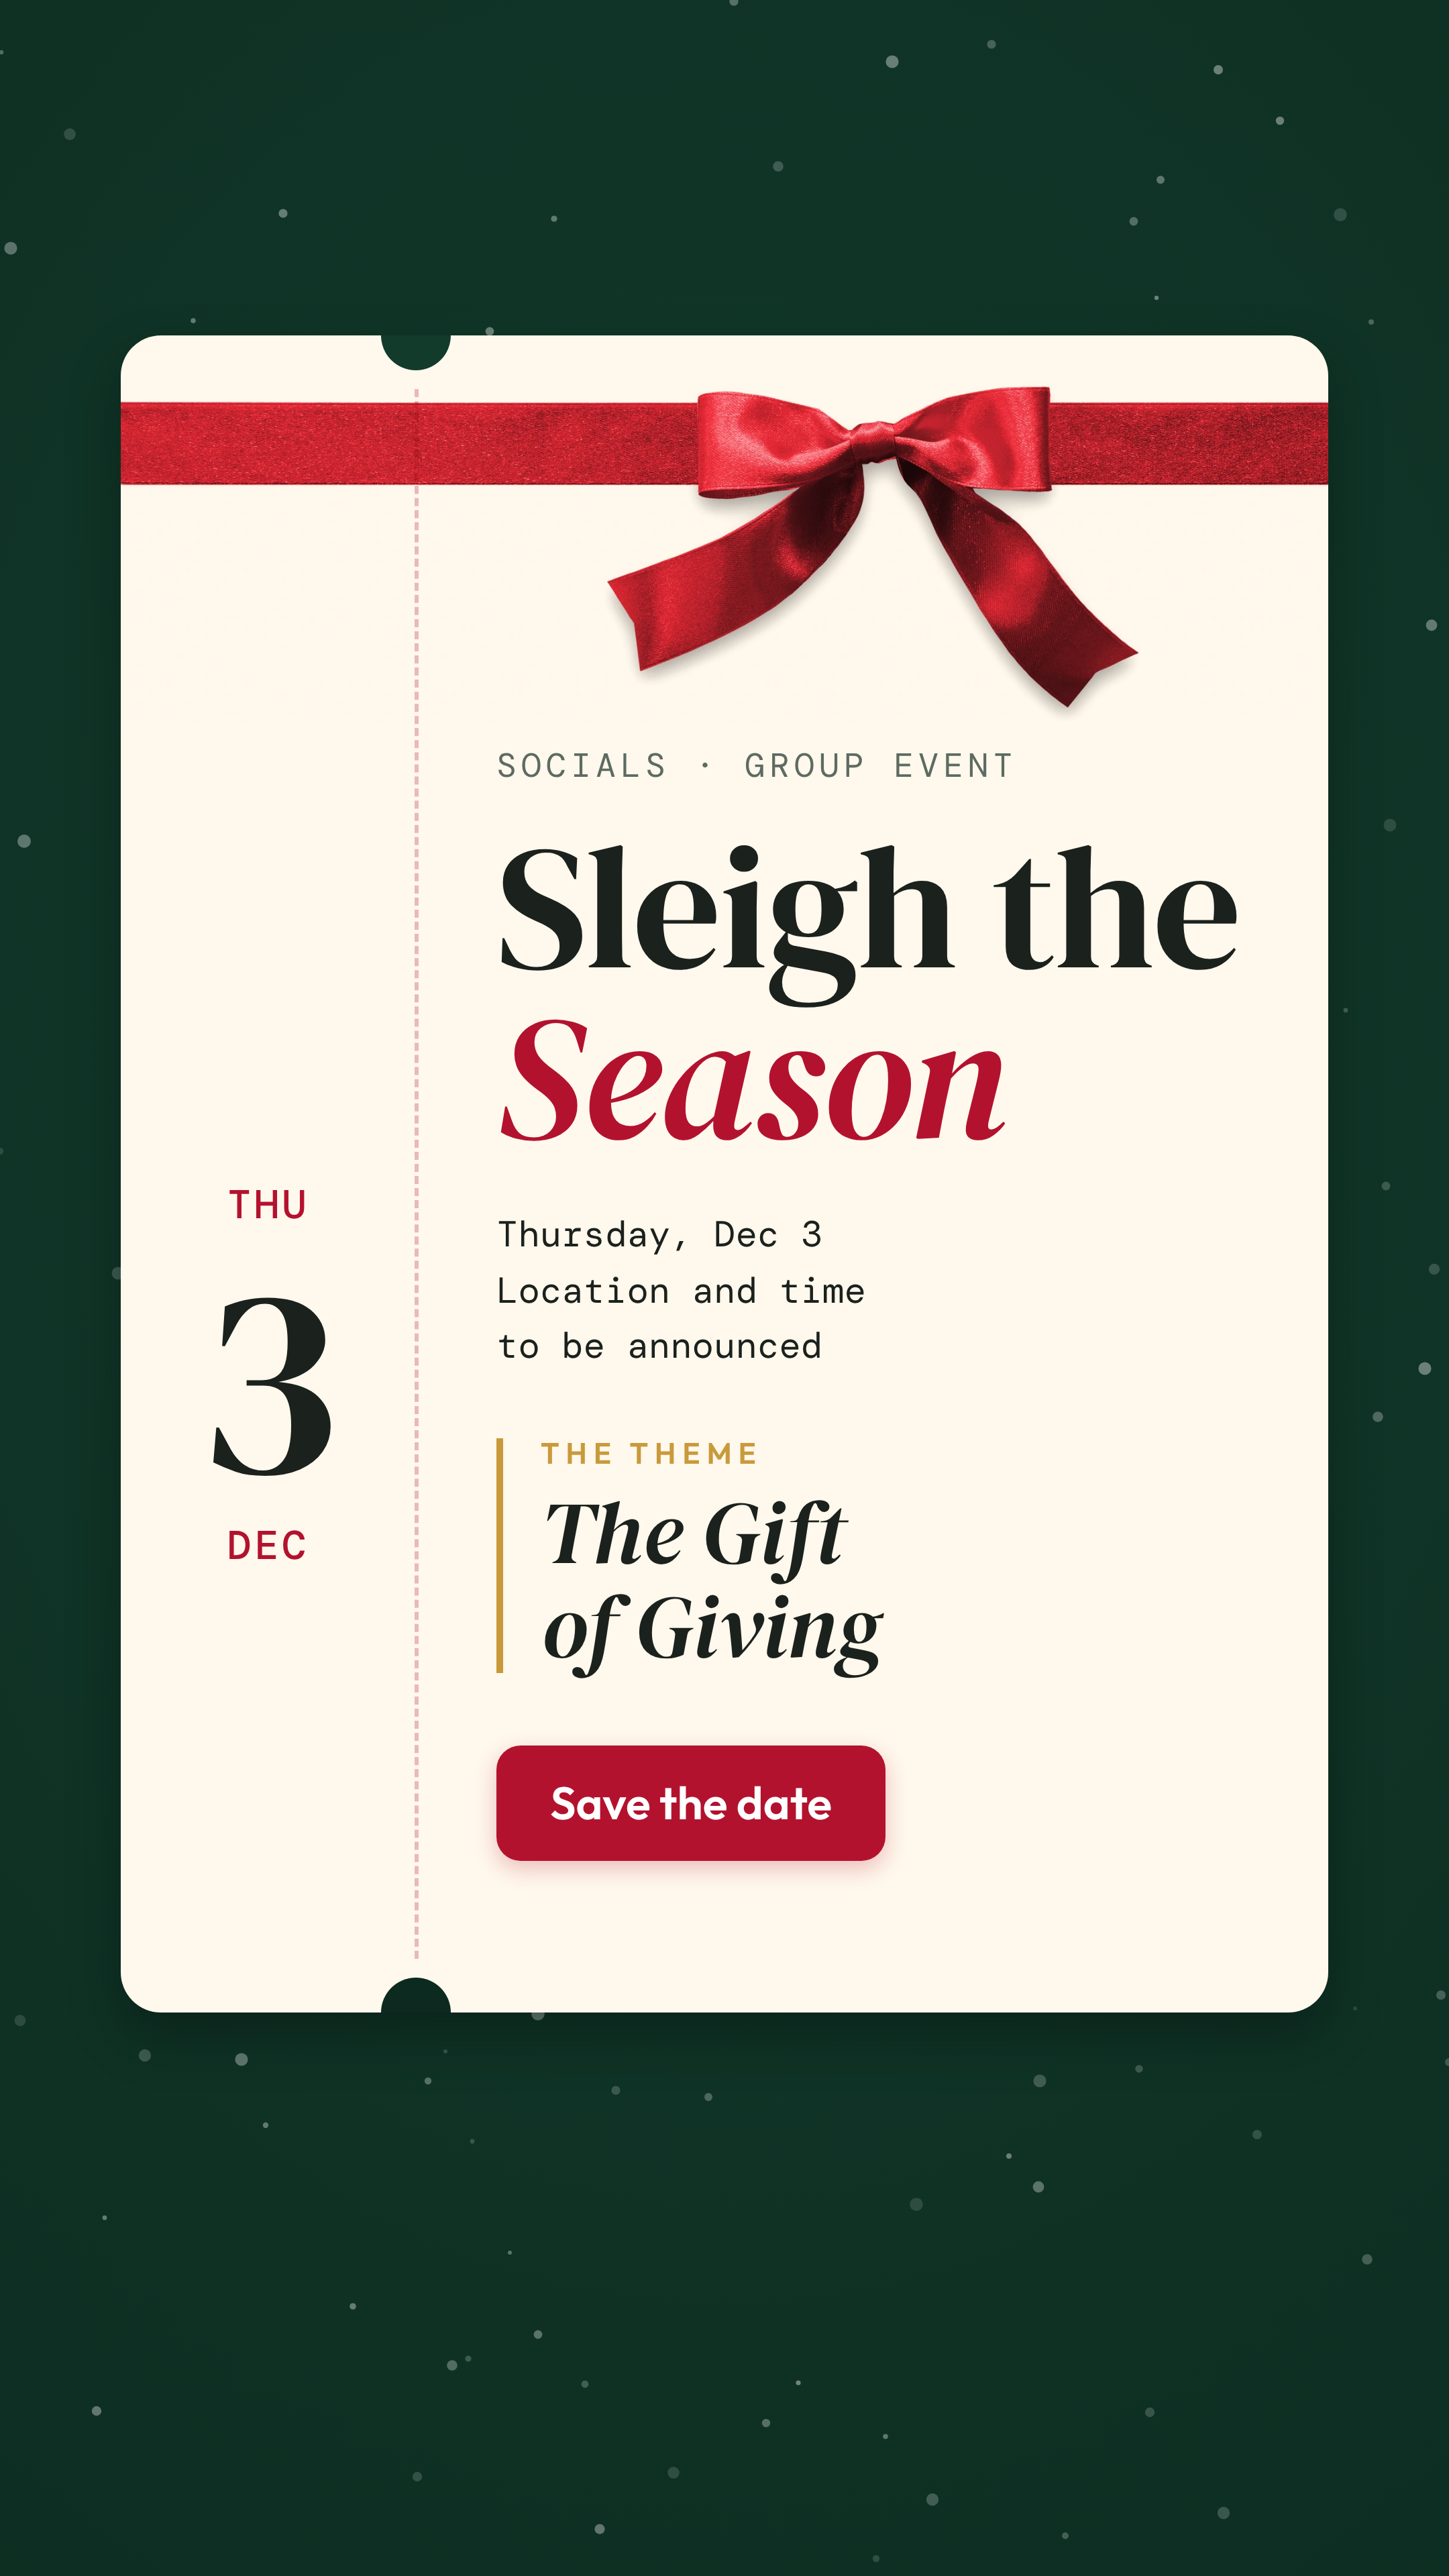 SOCIALS · GROUP EVENT
Sleigh the
Season
THU
3
DEC
Thursday, Dec 3
Location and time
to be announced
THE THEME
The Gift
of Giving
Save the date